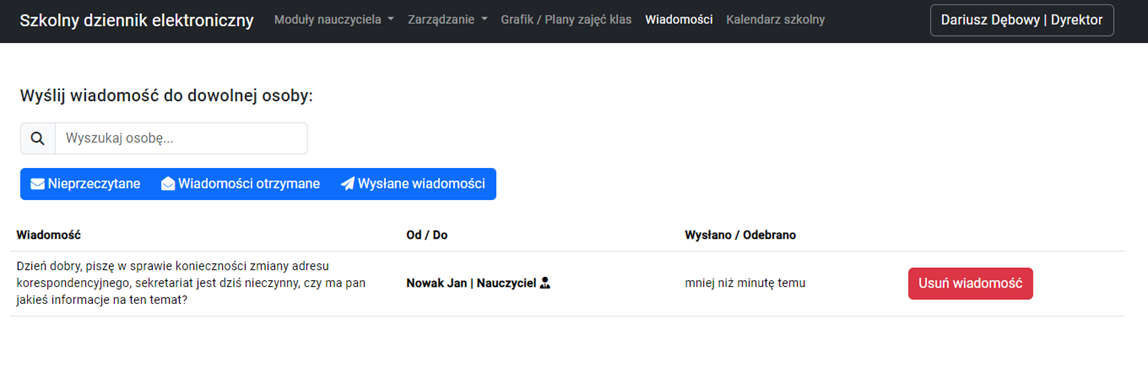 Szkolny dziennik elektroniczny Moduły nauczyciela Zarządzanie Grafik / Plany zajęć klas Wiadomości Kalendarz szkolny Dariusz Dębowy | Dyrektor
Wyślij wiadomość do dowolnej osoby:
Wyszukaj osobę...
Nieprzeczytane Wiadomości otrzymane Wysłane wiadomości
Wiadomość Od / Do Wysłano / Odebrano
Dzień dobry, piszę w sprawie konieczności zmiany adresu
korespondencyjnego, sekretariat jest dziś nieczynny, czy ma pan
jakieś informacje na ten temat?
Nowak Jan | Nauczyciel
mniej niż minutę temu
Usuń wiadomość